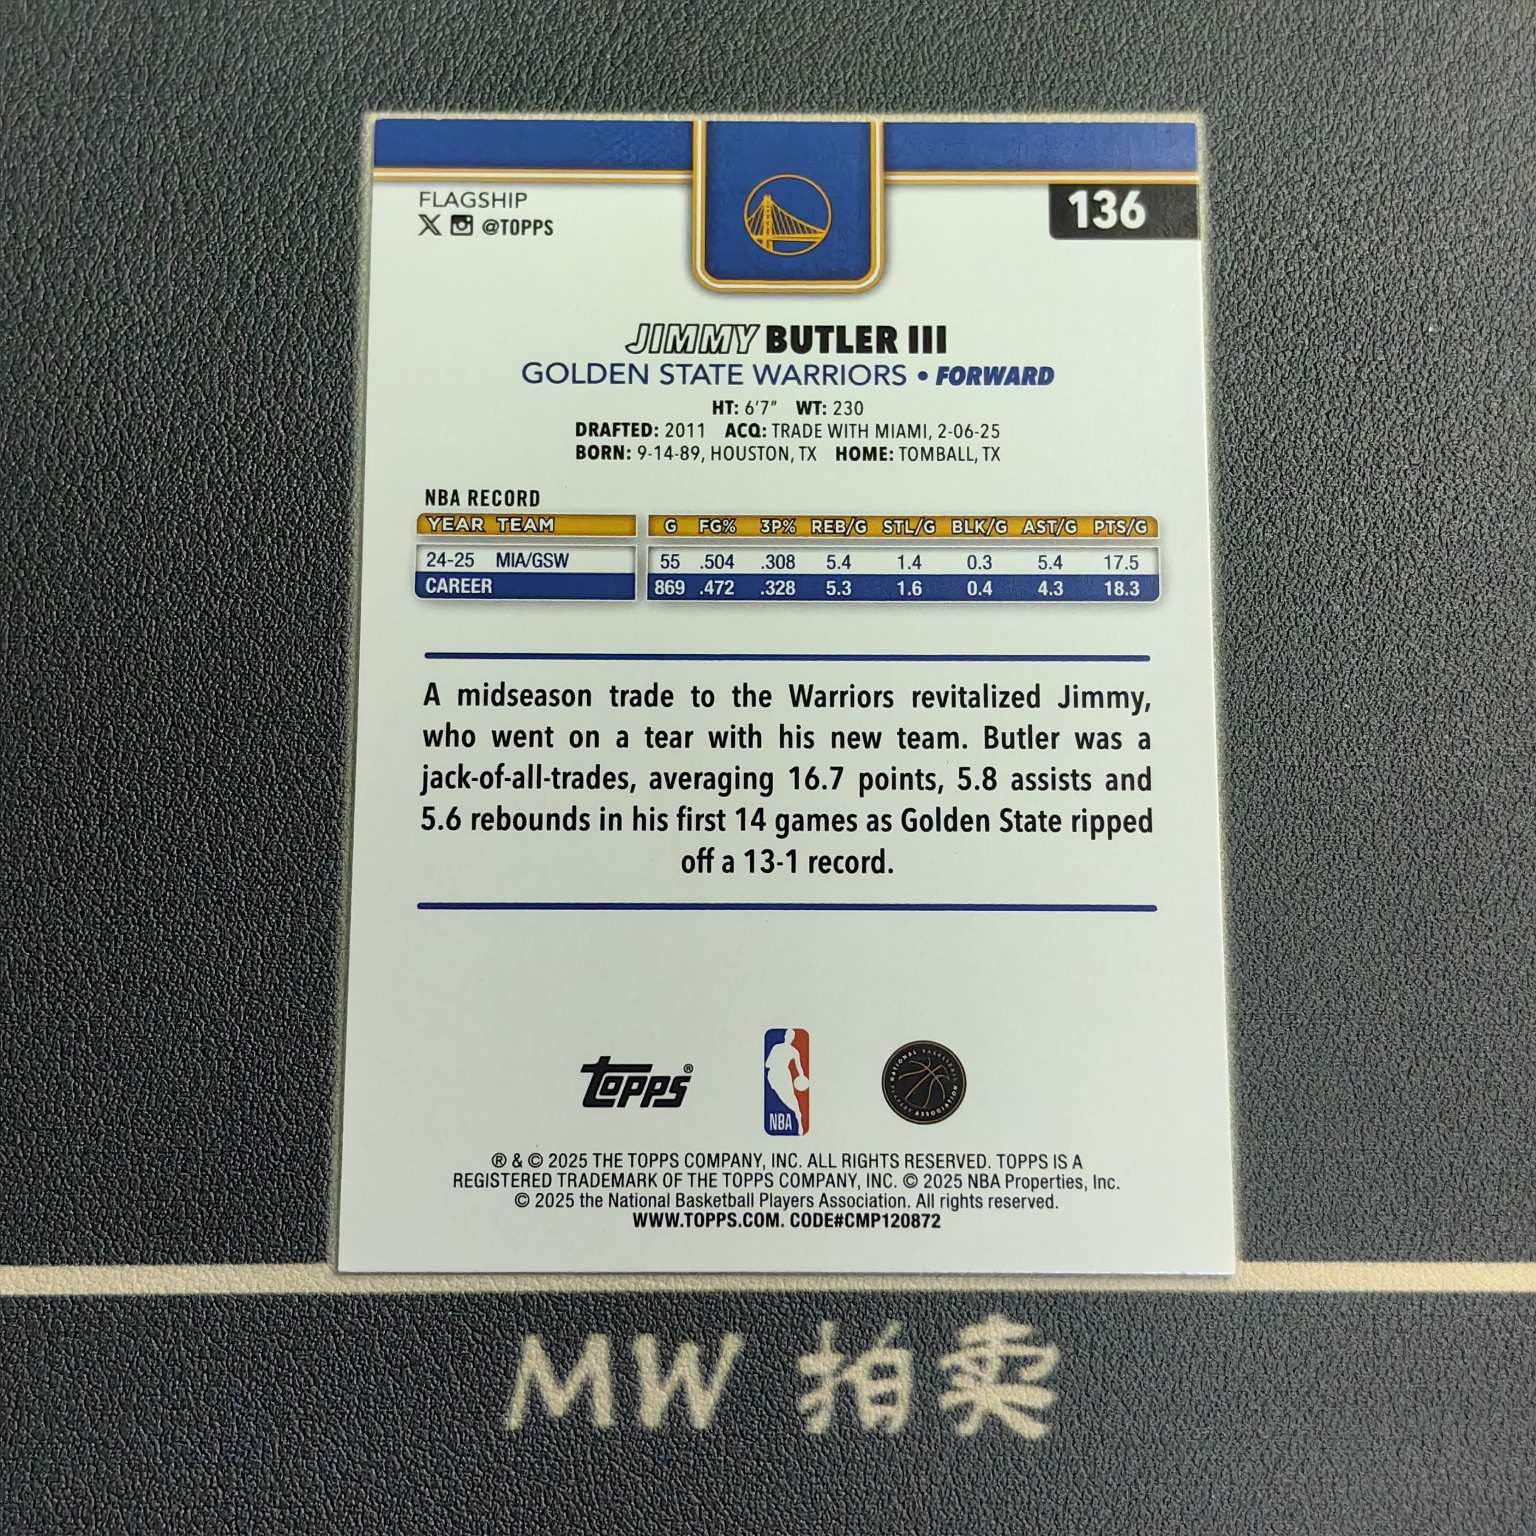 FLAGSHIP
136
X @TOPPS
JIMMY BUTLER III
GOLDEN STATE WARRIORS • FORWARD
HT: 6'7" WT: 230
DRAFTED: 2011 ACQ: TRADE WITH MIAMI, 2-06-25
BORN: 9-14-89, HOUSTON, TX HOME: TOMBALL, TX
NBA RECORD
YEAR TEAM G FG% 3P% REB/G STL/G BLK/G AST/G PTS/G
24-25 MIA/GSW 55 .504 .308 5.4 1.4 0.3 5.4 17.5
CAREER 869 .472 .328 5.3 1.6 0.4 4.3 18.3
A midseason trade to the Warriors revitalized Jimmy,
who went on a tear with his new team. Butler was a
jack-of-all-trades, averaging 16.7 points, 5.8 assists and
5.6 rebounds in his first 14 games as Golden State ripped
off a 13-1 record.
Topps®
NBA
NATIONAL BASKETBALL
PLAYERS ASSOCIATION
® & © 2025 THE TOPPS COMPANY, INC. ALL RIGHTS RESERVED. TOPPS IS A
REGISTERED TRADEMARK OF THE TOPPS COMPANY, INC. © 2025 NBA Properties, Inc.
© 2025 the National Basketball Players Association. All rights reserved.
WWW.TOPPS.COM. CODE#CMP120872
MW 拍卖